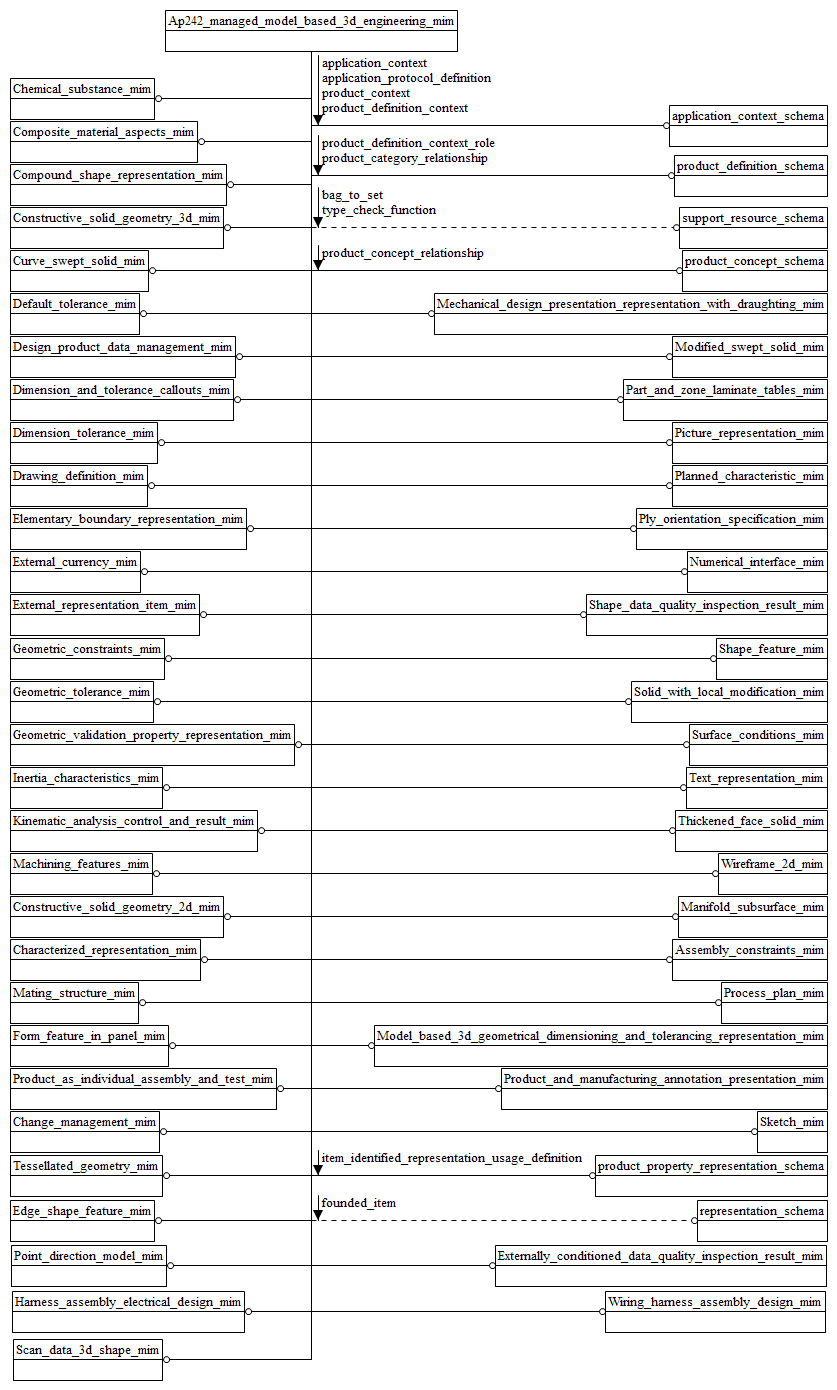 Ap242_managed_model_based_3d_engineering_mim
application_context
application_protocol_definition
product_context
product_definition_context
Chemical_substance_mim
application_context_schema
Composite_material_aspects_mim
product_definition_context_role
product_category_relationship
product_definition_schema
Compound_shape_representation_mim
bag_to_set
type_check_function
Constructive_solid_geometry_3d_mim
support_resource_schema
product_concept_relationship
Curve_swept_solid_mim
product_concept_schema
Default_tolerance_mim
Mechanical_design_presentation_representation_with_draughting_mim
Design_product_data_management_mim
Modified_swept_solid_mim
Dimension_and_tolerance_callouts_mim
Part_and_zone_laminate_tables_mim
Dimension_tolerance_mim
Picture_representation_mim
Drawing_definition_mim
Planned_characteristic_mim
Elementary_boundary_representation_mim
Ply_orientation_specification_mim
External_currency_mim
Numerical_interface_mim
External_representation_item_mim
Shape_data_quality_inspection_result_mim
Geometric_constraints_mim
Shape_feature_mim
Geometric_tolerance_mim
Solid_with_local_modification_mim
Geometric_validation_property_representation_mim
Surface_conditions_mim
Inertia_characteristics_mim
Text_representation_mim
Kinematic_analysis_control_and_result_mim
Thickened_face_solid_mim
Machining_features_mim
Wireframe_2d_mim
Constructive_solid_geometry_2d_mim
Manifold_subsurface_mim
Characterized_representation_mim
Assembly_constraints_mim
Mating_structure_mim
Process_plan_mim
Form_feature_in_panel_mim
Model_based_3d_geometrical_dimensioning_and_tolerancing_representation_mim
Product_as_individual_assembly_and_test_mim
Product_and_manufacturing_annotation_presentation_mim
Change_management_mim
Sketch_mim
Tessellated_geometry_mim
item_identified_representation_usage_definition
product_property_representation_schema
Edge_shape_feature_mim
founded_item
representation_schema
Point_direction_model_mim
Externally_conditioned_data_quality_inspection_result_mim
Harness_assembly_electrical_design_mim
Wiring_harness_assembly_design_mim
Scan_data_3d_shape_mim